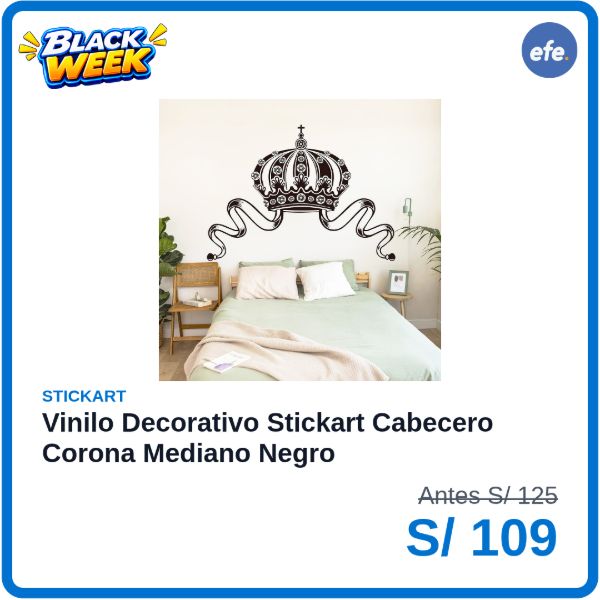 BLACK
WEEK
efe.
STICKART
Vinilo Decorativo Stickart Cabecero
Corona Mediano Negro
Antes S/ 125
S/ 109